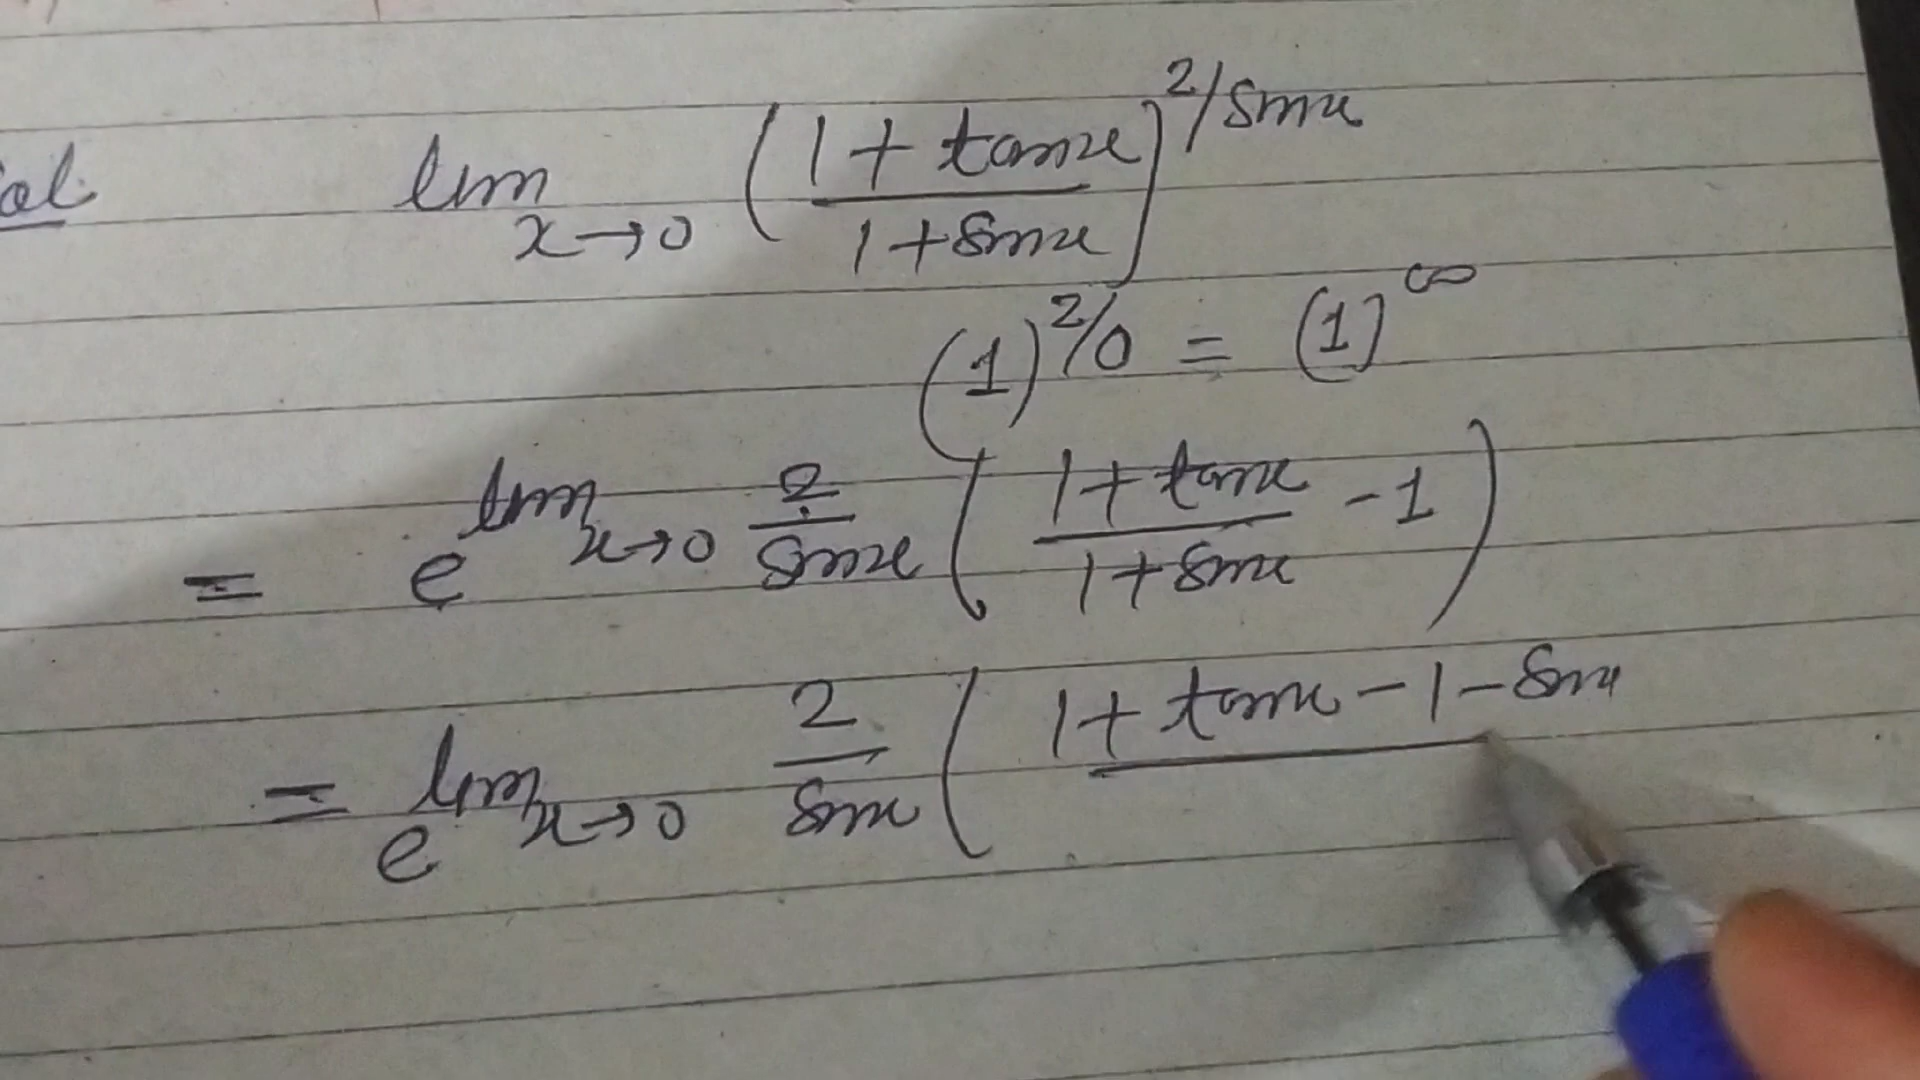 Sol. lim x→0 ((1 + tanx)/(1 + sinx))^2/sinx
(1)^2/0 = (1)^∞
= e^lim x→0 2/sinx ((1 + tanx)/(1 + sinx) - 1)
= e^lim x→0 2/sinx (1 + tanx - 1 - sinx